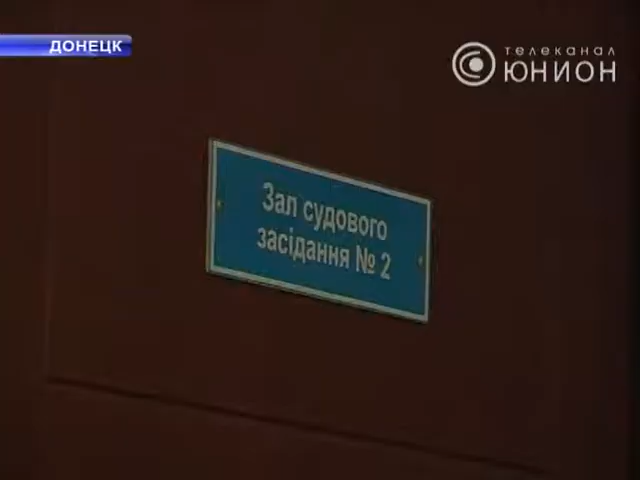 ДОНЕЦК
ТЕЛЕКАНАЛ
ЮНИОН
Зал судового
засідання № 2